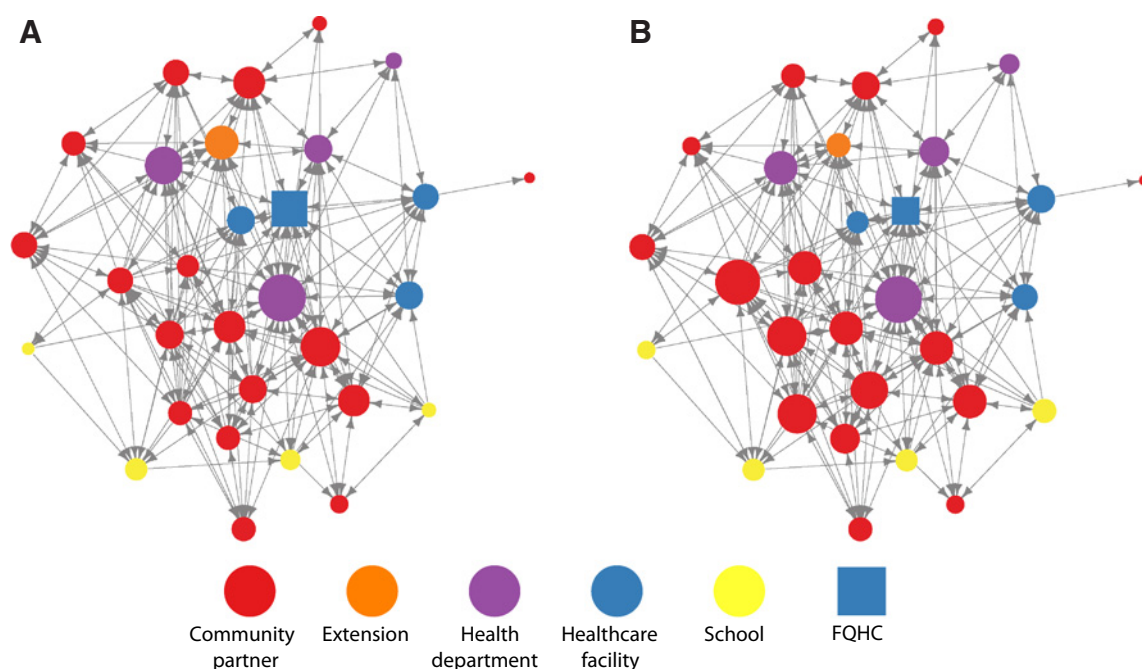 A
B
Community
partner
Extension
Health
department
Healthcare
facility
School
FQHC